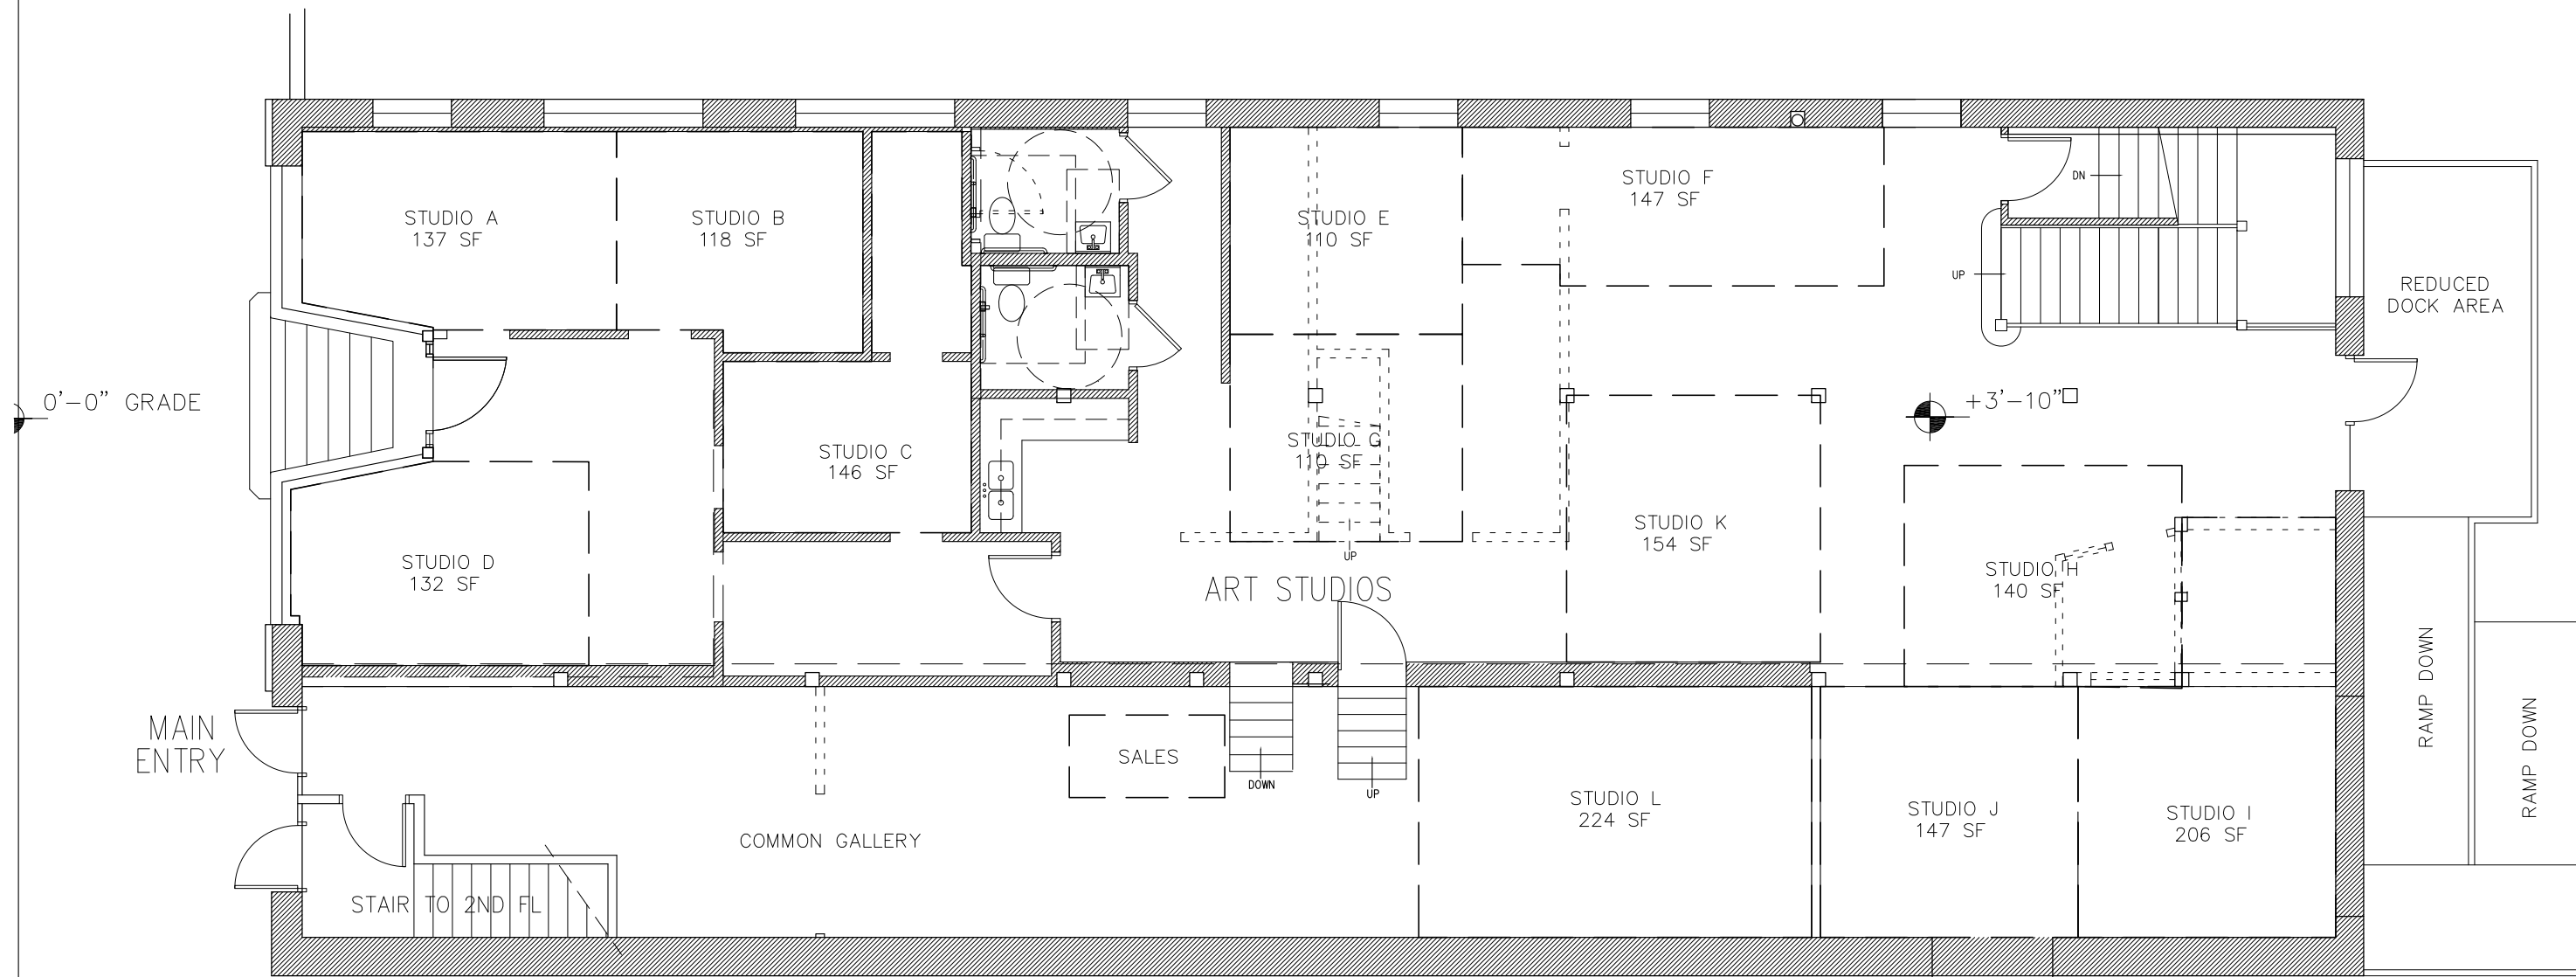 STUDIO A
137 SF
STUDIO B
118 SF
STUDIO E
110 SF
STUDIO F
147 SF
DN
UP
REDUCED
DOCK AREA
0'-0" GRADE
+3'-10"
STUDIO C
146 SF
STUDIO G
110 SF
UP
STUDIO K
154 SF
STUDIO D
132 SF
STUDIO H
140 SF
ART STUDIOS
RAMP DOWN
RAMP DOWN
MAIN
ENTRY
SALES
DOWN
UP
COMMON GALLERY
STUDIO L
224 SF
STUDIO J
147 SF
STUDIO I
206 SF
STAIR TO 2ND FL